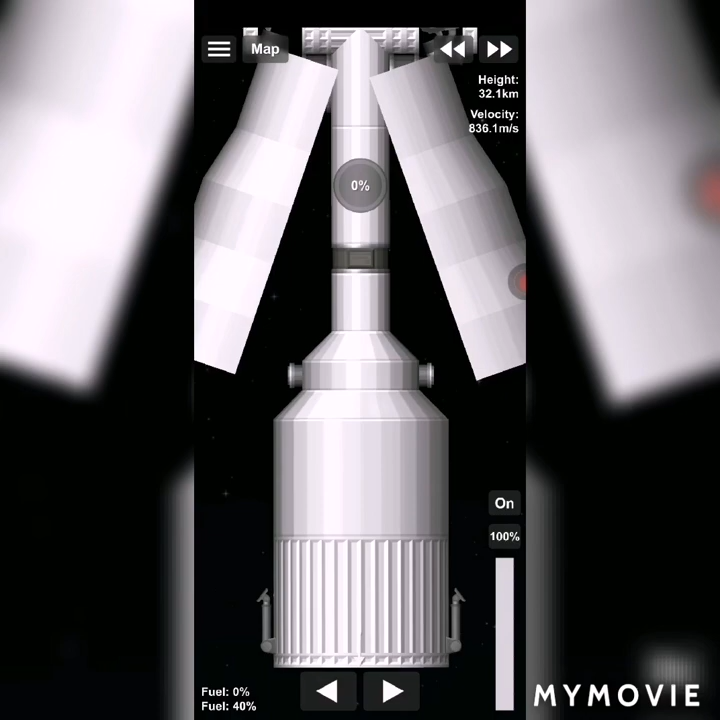 Map
Height:
32.1km
Velocity:
836.1m/s
0%
On
100%
Fuel: 0%
Fuel: 40%
MYMOVIE